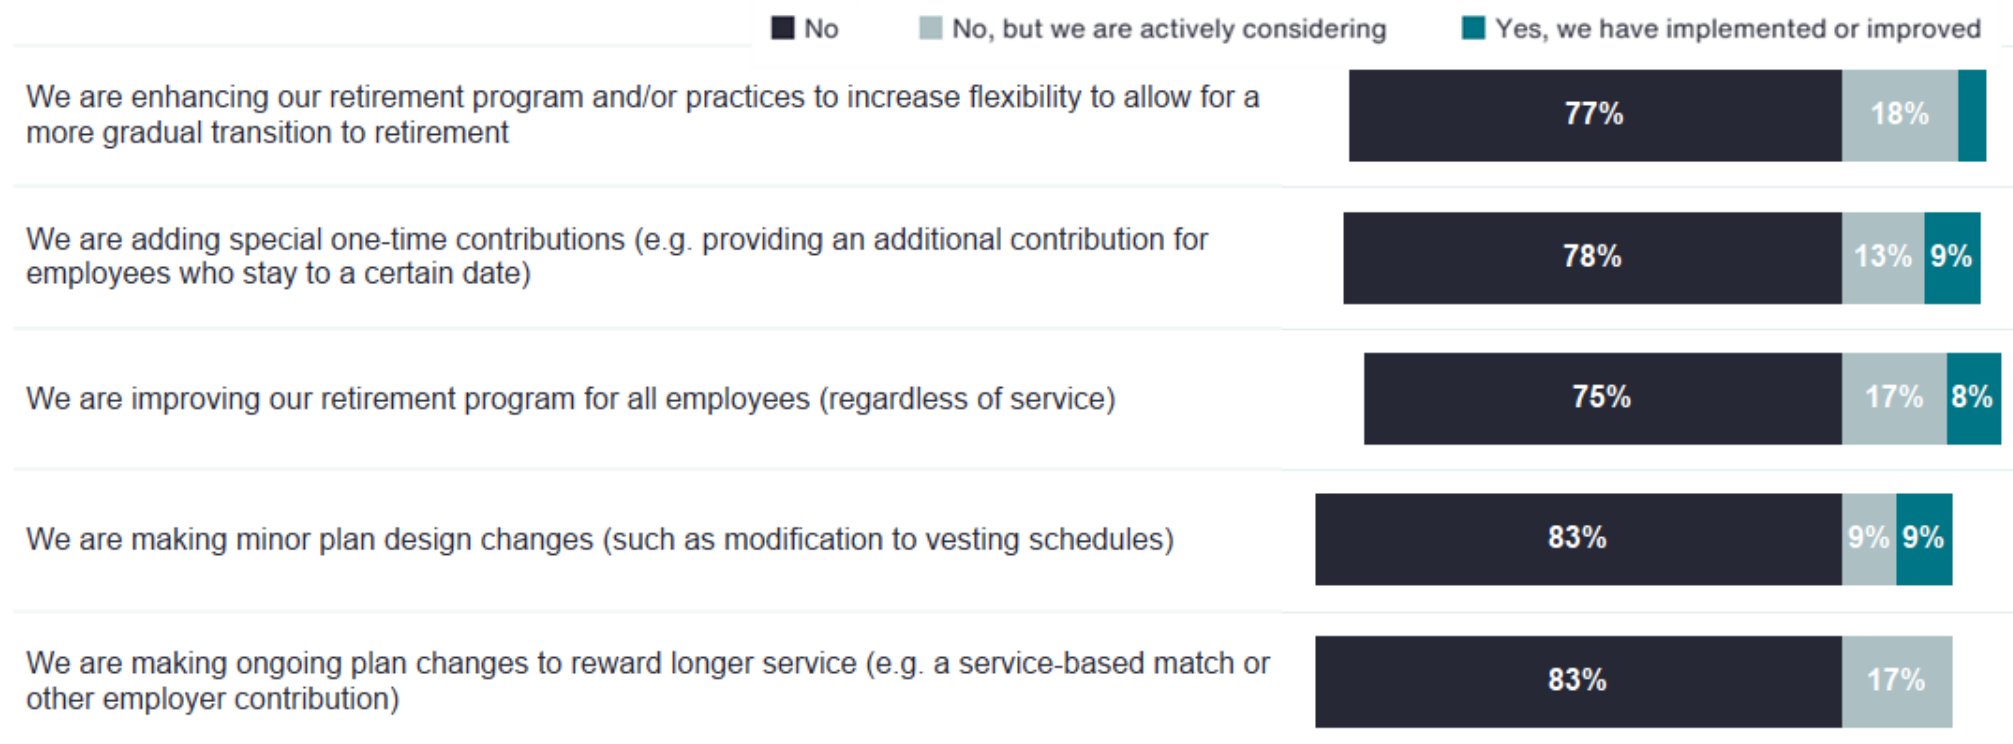 No No, but we are actively considering Yes, we have implemented or improved
We are enhancing our retirement program and/or practices to increase flexibility to allow for a
more gradual transition to retirement
77% 18%
We are adding special one-time contributions (e.g. providing an additional contribution for
employees who stay to a certain date)
78% 13% 9%
We are improving our retirement program for all employees (regardless of service)
75% 17% 8%
We are making minor plan design changes (such as modification to vesting schedules)
83% 9% 9%
We are making ongoing plan changes to reward longer service (e.g. a service-based match or
other employer contribution)
83% 17%